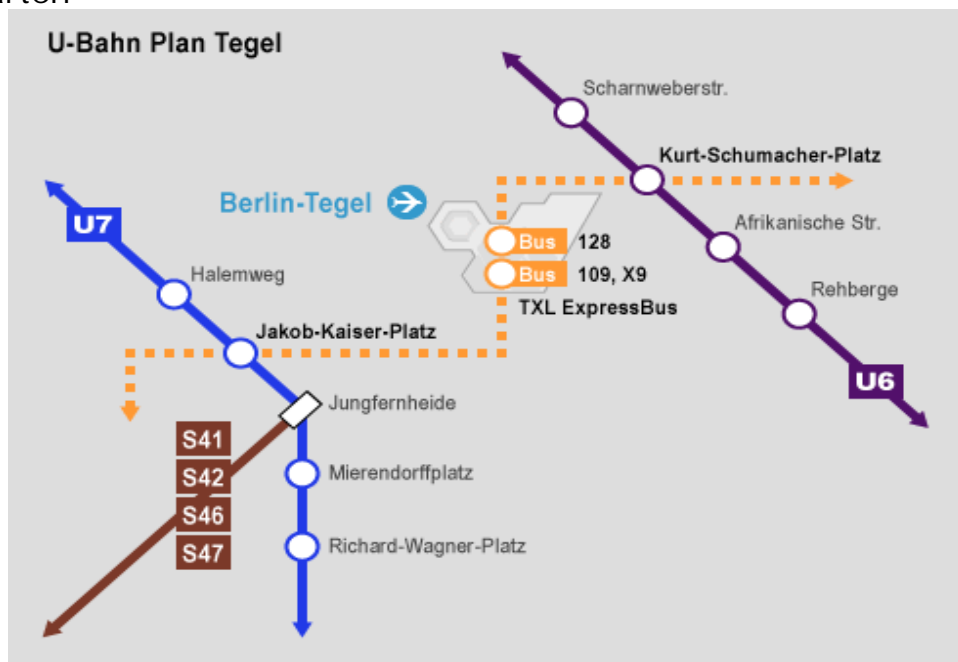 U-Bahn Plan Tegel
Scharnweberstr.
Kurt-Schumacher-Platz
Berlin-Tegel
U7
Bus 128
Afrikanische Str.
Halemweg
Bus 109, X9
TXL ExpressBus
Rehberge
Jakob-Kaiser-Platz
U6
Jungfernheide
S41
S42
Mierendorffplatz
S46
S47
Richard-Wagner-Platz